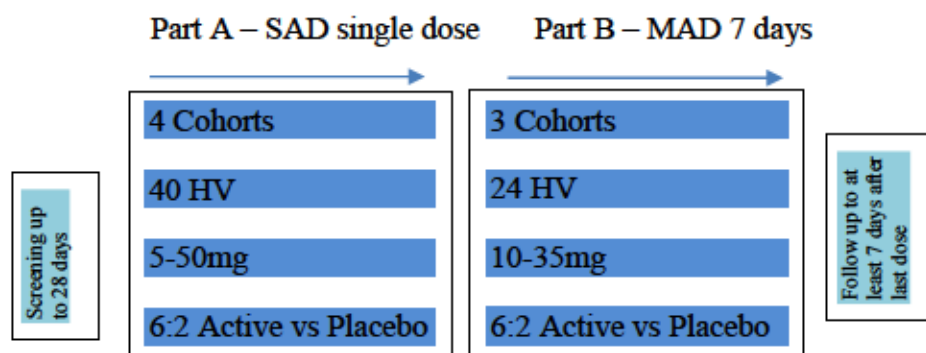 Part A – SAD single dose
Part B – MAD 7 days
Screening up
to 28 days
4 Cohorts
40 HV
5-50mg
6:2 Active vs Placebo
3 Cohorts
24 HV
10-35mg
6:2 Active vs Placebo
Follow up to at
least 7 days after
last dose